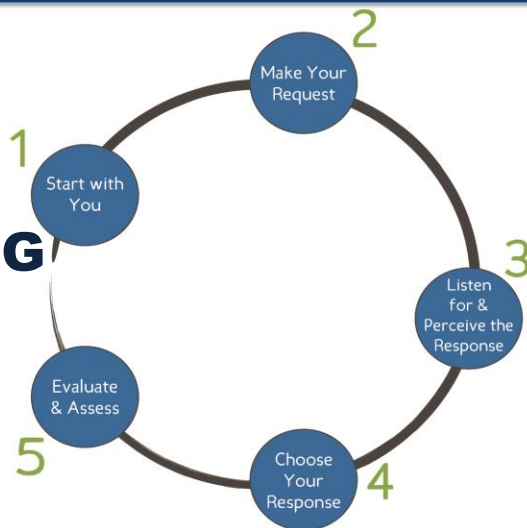 1
Start with
You
2
Make Your
Request
3
Listen
for &
Perceive the
Response
4
Choose
Your
Response
5
Evaluate
& Assess
G